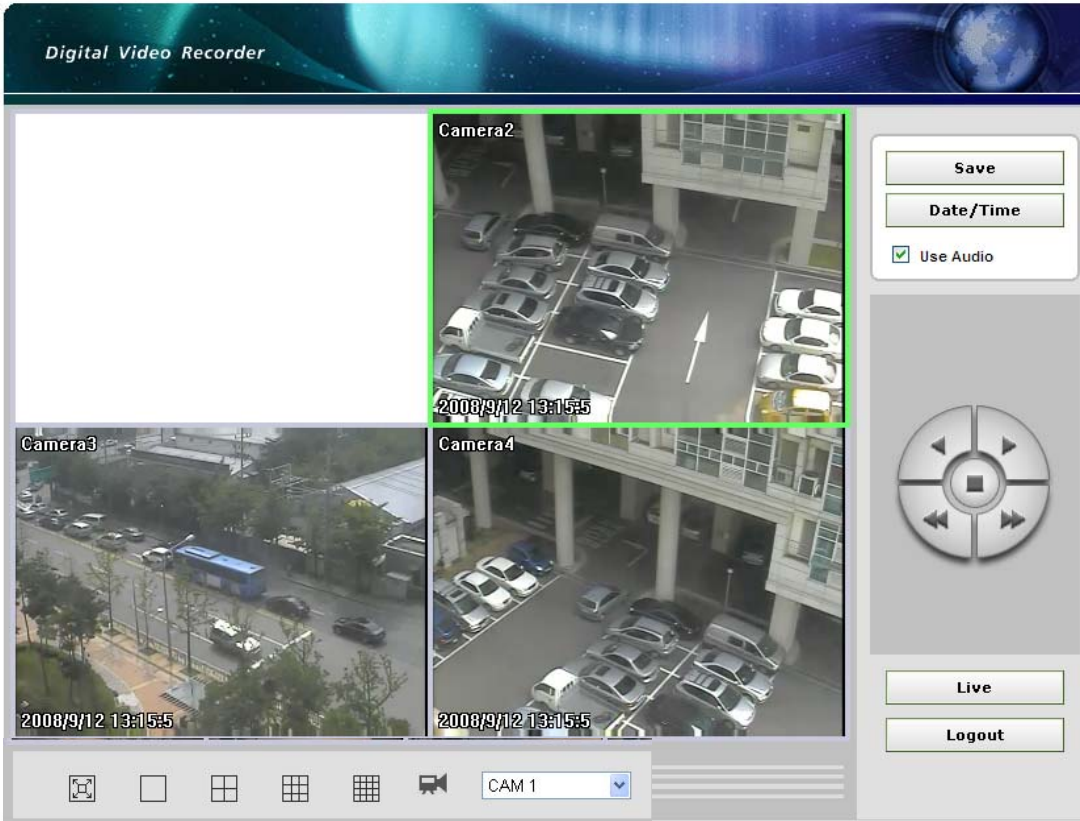 Digital Video Recorder
Camera2
2008/9/12 13:15:5
Camera3
2008/9/12 13:15:5
Camera4
2008/9/12 13:15:5
Save
Date/Time
Use Audio
Live
Logout
CAM 1